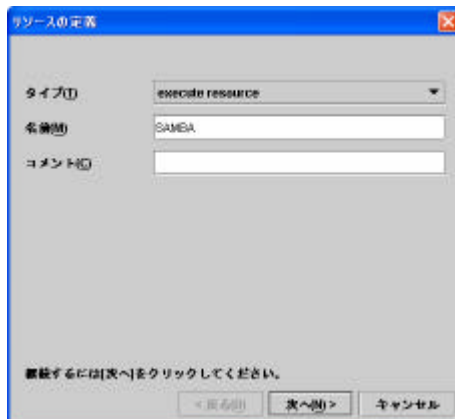 リソースの定義
タイプ(T)
execute resource
名前(M)
SAMBA
コメント(C)
継続するには[次へ]をクリックしてください。
< 戻る(B)
次へ(N) >
キャンセル